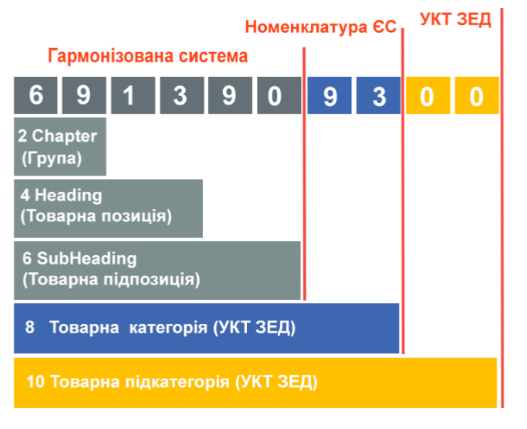 УКТ ЗЕД
Номенклатура ЄС
Гармонізована система
6 9 1 3 9 0 9 3 0 0
2 Chapter
(Група)
4 Heading
(Товарна позиція)
6 SubHeading
(Товарна підпозиція)
8 Товарна категорія (УКТ ЗЕД)
10 Товарна підкатегорія (УКТ ЗЕД)